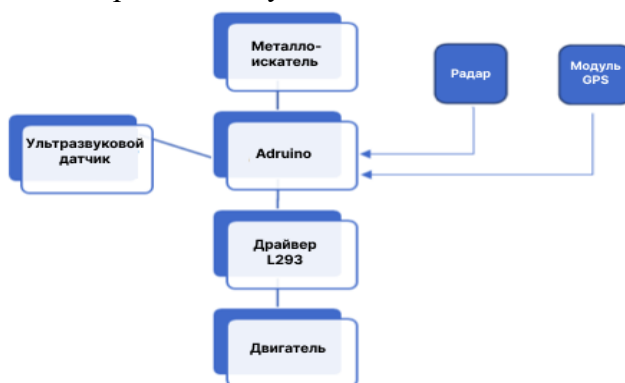 Металло-
искатель
Радар
Модуль
GPS
Ультразвуковой
датчик
Adruino
Драйвер
L293
Двигатель